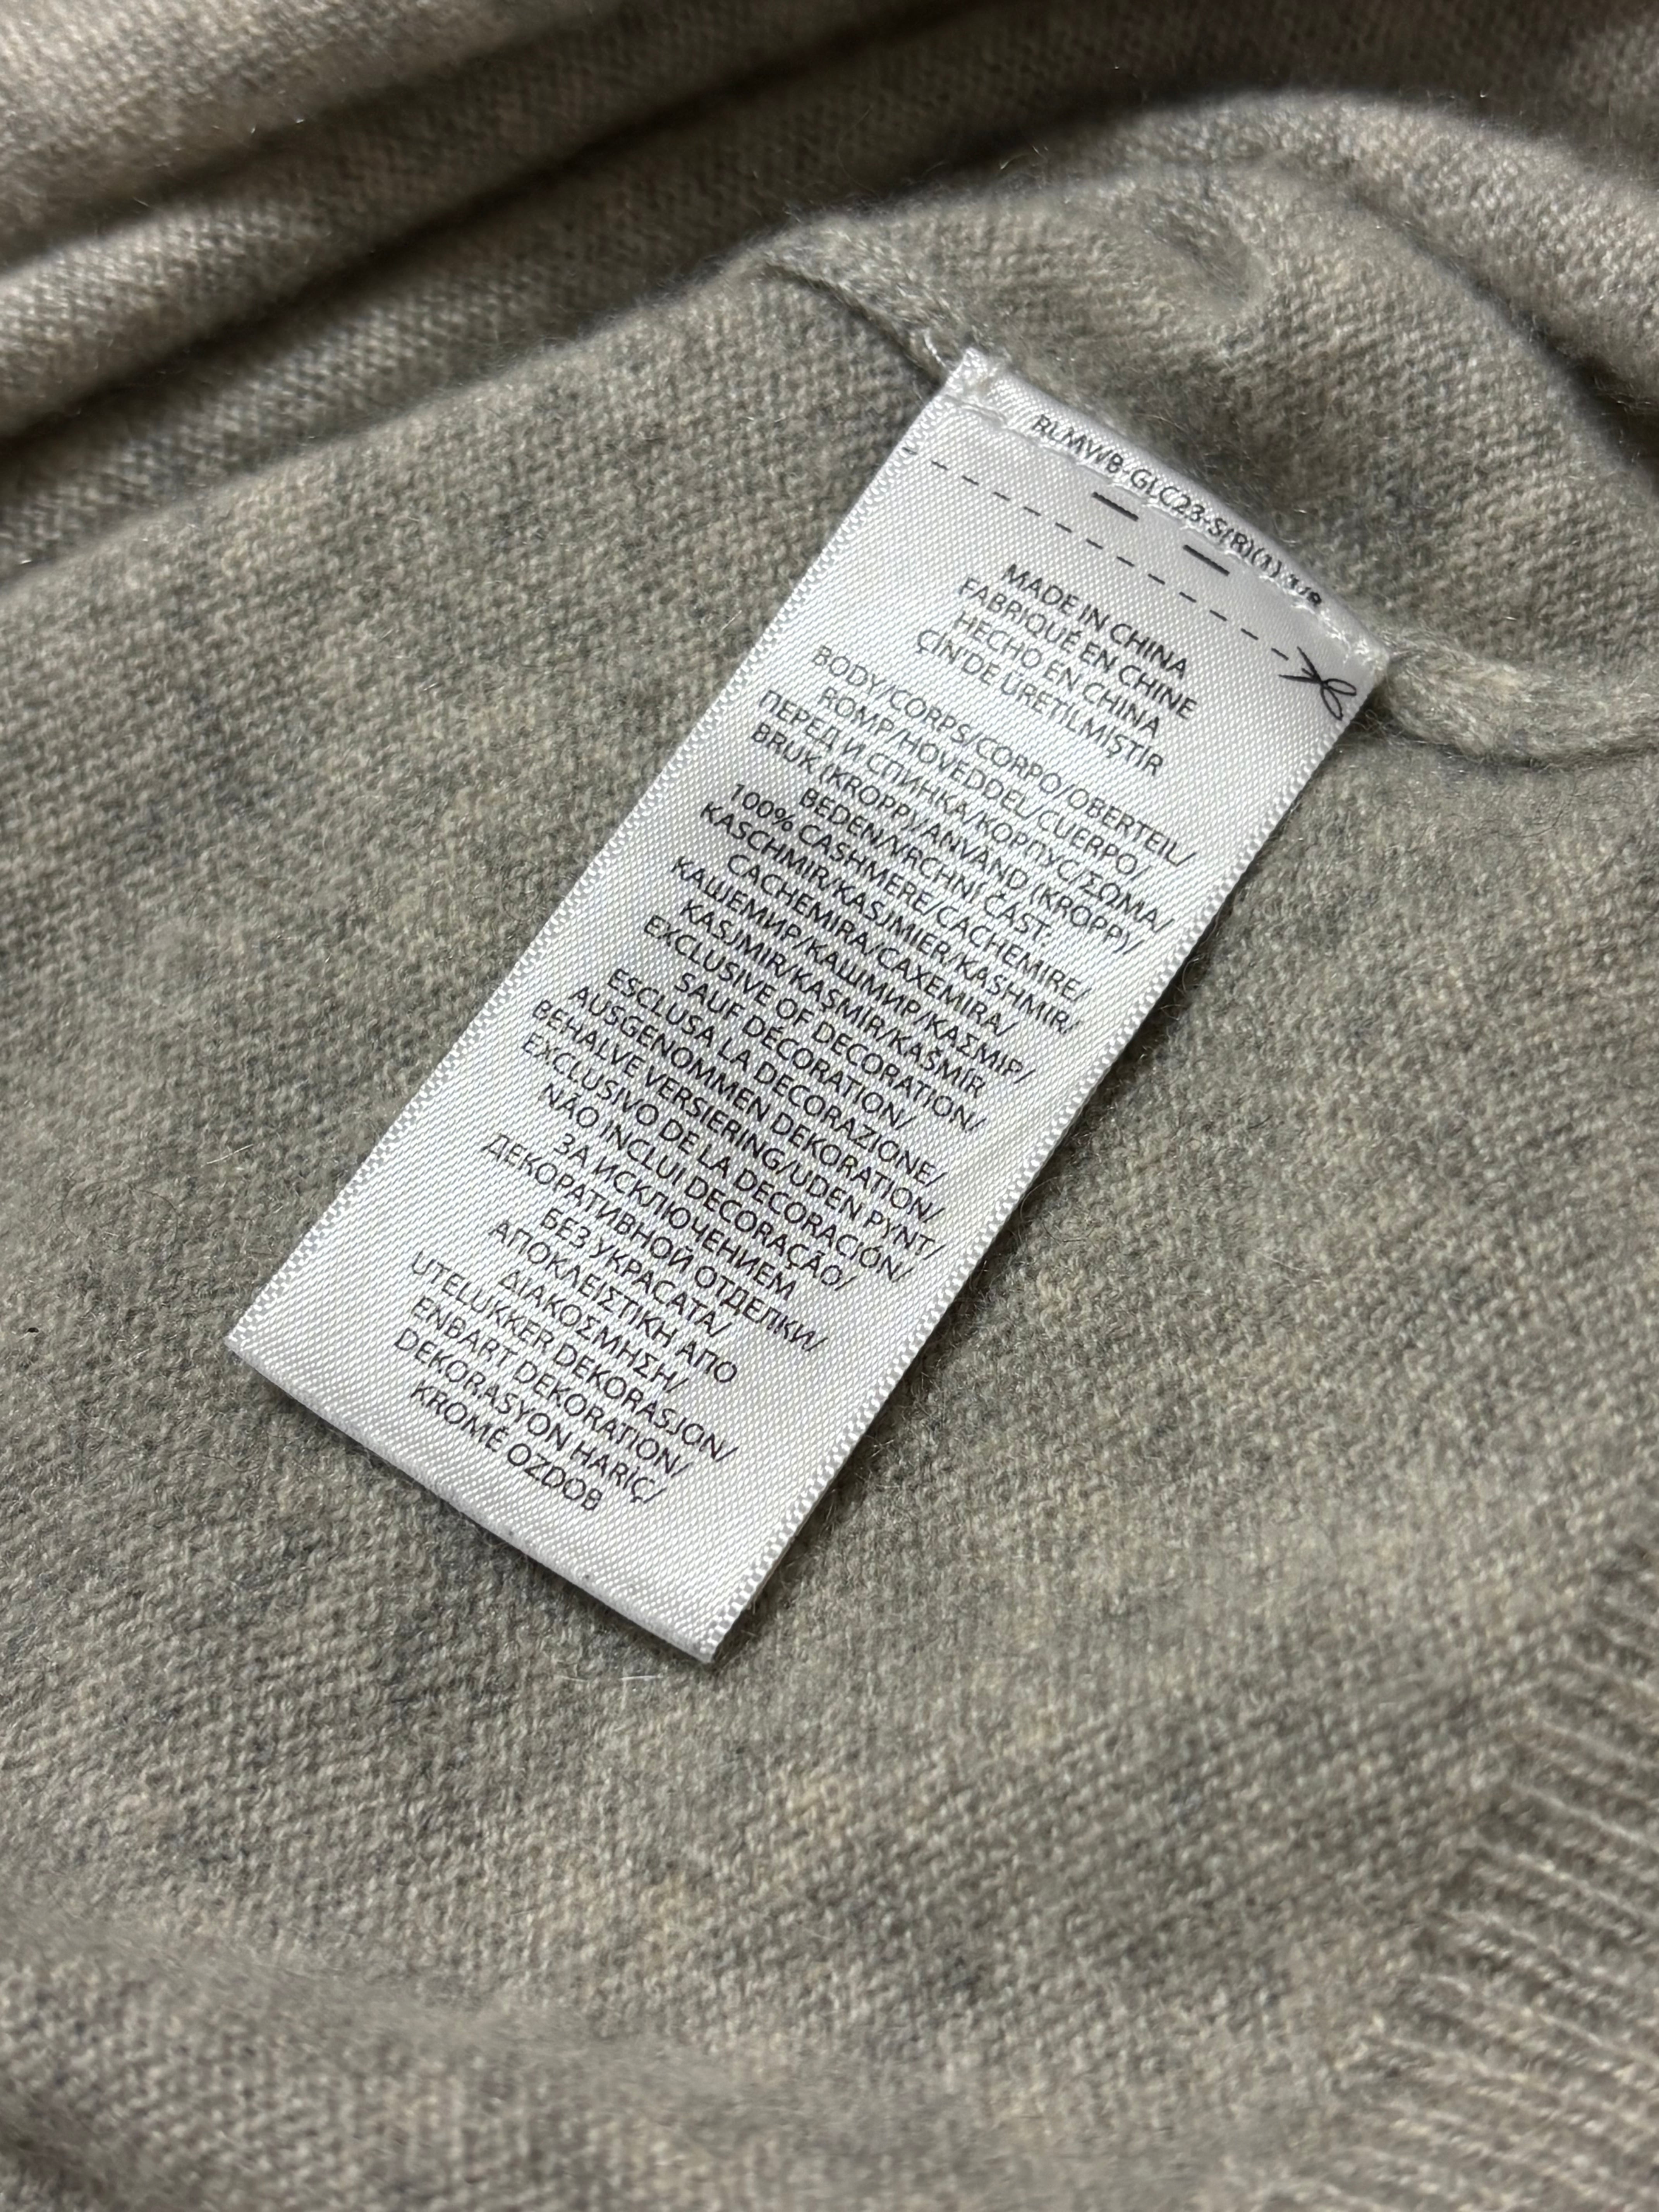 RLMWB-GLC23-S(R)(1) 1/8
MADE IN CHINA
FABRIQUÉ EN CHINE
HECHO EN CHINA
ÇİN'DE ÜRETİLMİŞTİR
BODY/CORPS/CORPO/OBERTEIL/
ROMP/HOVEDDEL/CUERPO/
ПЕРЕД И СПИНКА/КОРПУС/ΣΩΜΑ/
BRUK (KROPP)/ANVÄND (KROPP)/
BEDEN/VRCHNÍ ČÁST.
100% CASHMERE/CACHEMIRE/
KASCHMIR/KASJMIER/KASHMIR/
CACHEMIRA/CAXEMIRA/
КАШЕМИР/КАШМИР/ΚΑΣΜΙΡ/
KASJMIR/KAŞMİR/KAŠMÍR
EXCLUSIVE OF DECORATION/
SAUF DÉCORATION/
ESCLUSA LA DECORAZIONE/
AUSGENOMMEN DEKORATION/
BEHALVE VERSIERING/UDEN PYNT/
EXCLUSIVO DE LA DECORACIÓN/
NÃO INCLUI DECORAÇÃO/
ЗА ИСКЛЮЧЕНИЕМ
ДЕКОРАТИВНОЙ ОТДЕЛКИ/
БЕЗ УКРАСАТА/
ΑΠΟΚΛΕΙΣΤΙΚΗ ΑΠΟ
ΔΙΑΚΟΣΜΗΣΗ/
UTELUKKER DEKORASJON/
ENBART DEKORATION/
DEKORASYON HARİÇ/
KROMĚ OZDOB